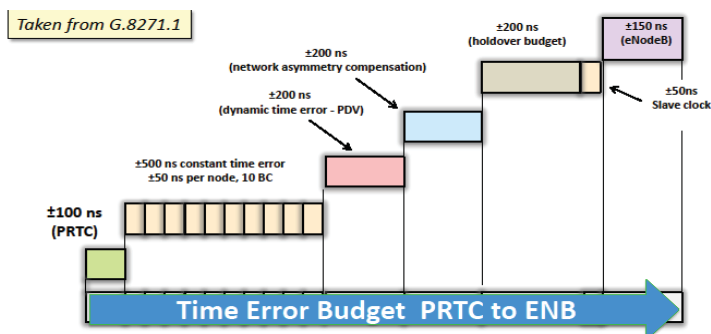 Taken from G.8271.1
±200 ns
(holdover budget)
±150 ns
(eNodeB)
±200 ns
(network asymmetry compensation)
±200 ns
(dynamic time error - PDV)
±50ns
Slave clock
±500 ns constant time error
±50 ns per node, 10 BC
±100 ns
(PRTC)
Time Error Budget PRTC to ENB